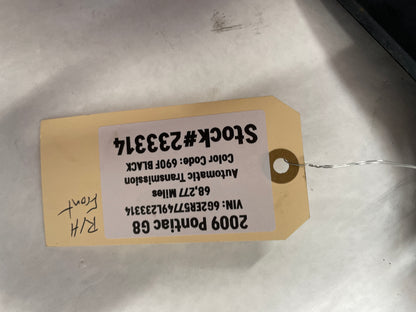 2009 Pontiac G8
VIN: 6G2ER57749L233314
68,277 Miles
Automatic Transmission
Color Code: 690F BLACK
Stock#233314
R/H
Front